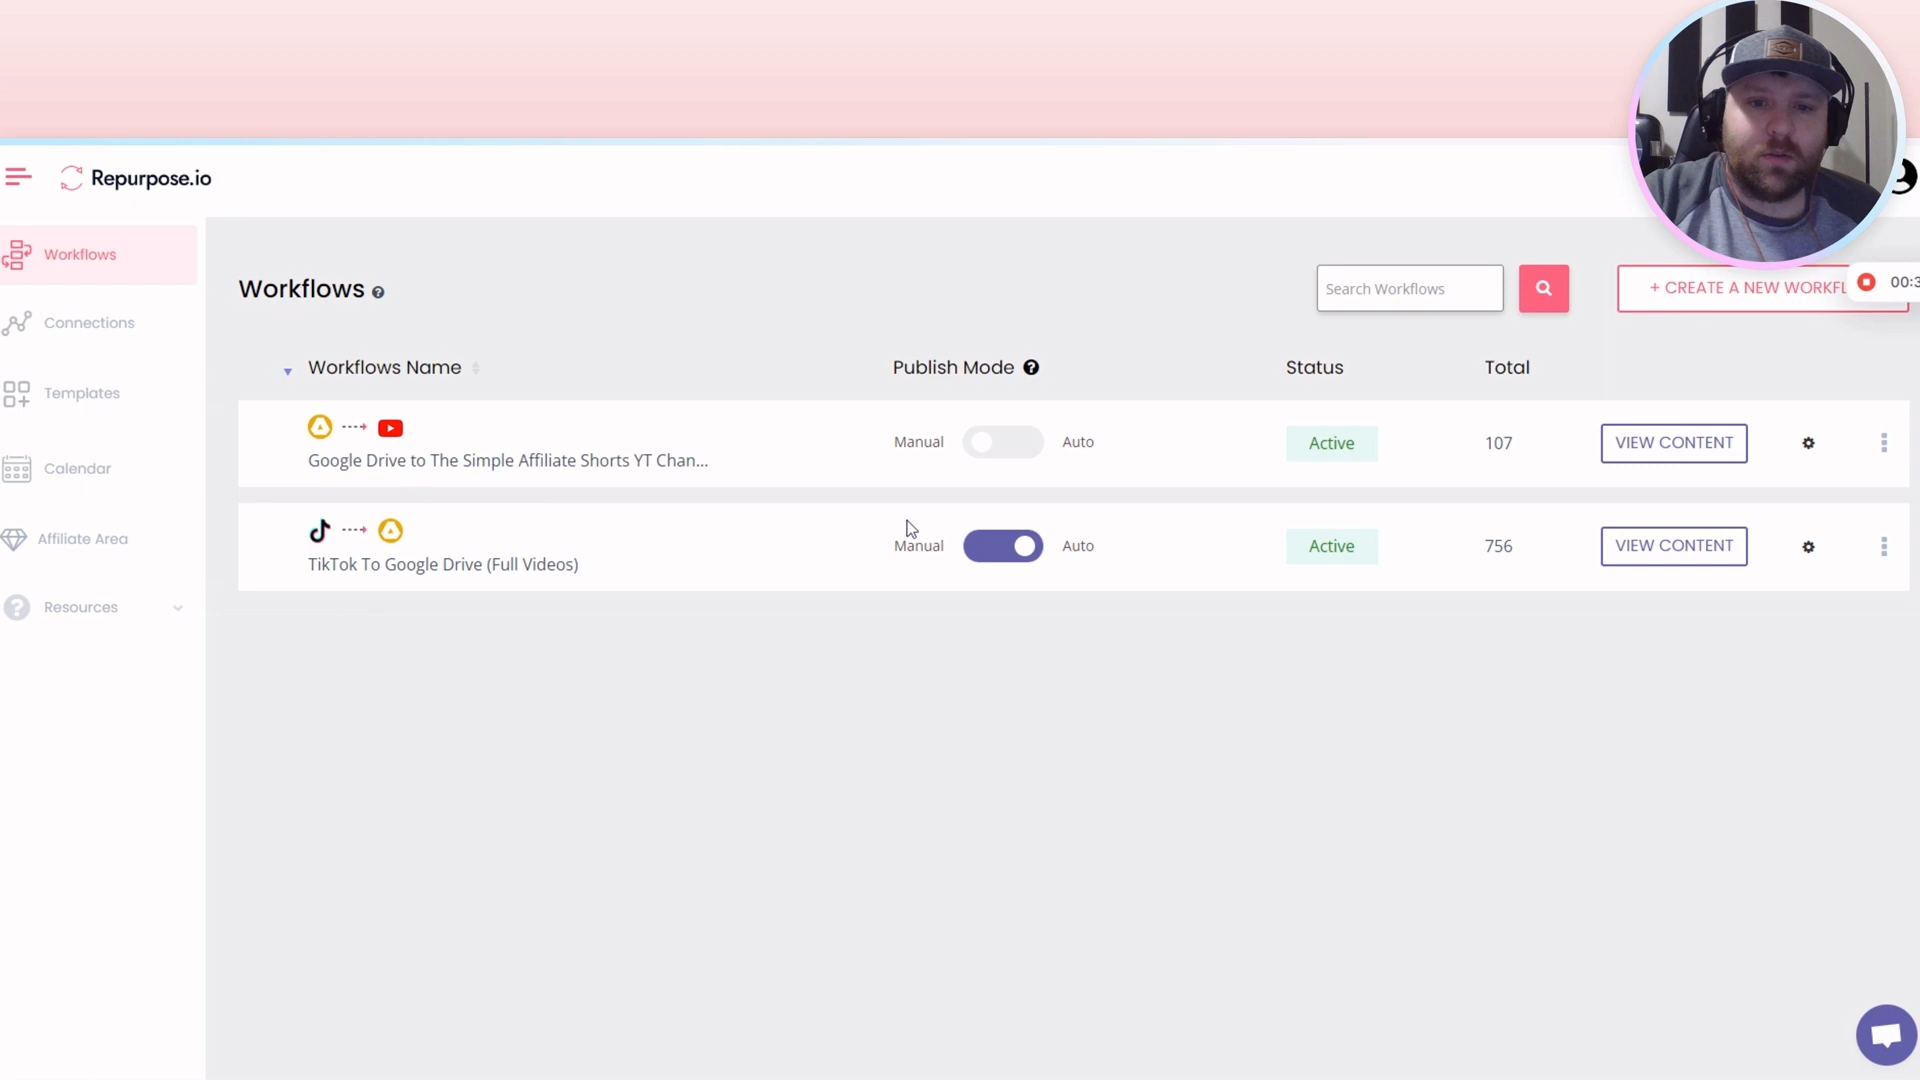 Repurpose.io
Workflows
Connections
Templates
Calendar
Affiliate Area
Resources
Workflows ?
Search Workflows
+ CREATE A NEW WORKFL
00:3
Workflows Name
Publish Mode ?
Status
Total
Google Drive to The Simple Affiliate Shorts YT Chan...
Manual
Auto
Active
107
VIEW CONTENT
TikTok To Google Drive (Full Videos)
Manual
Auto
Active
756
VIEW CONTENT